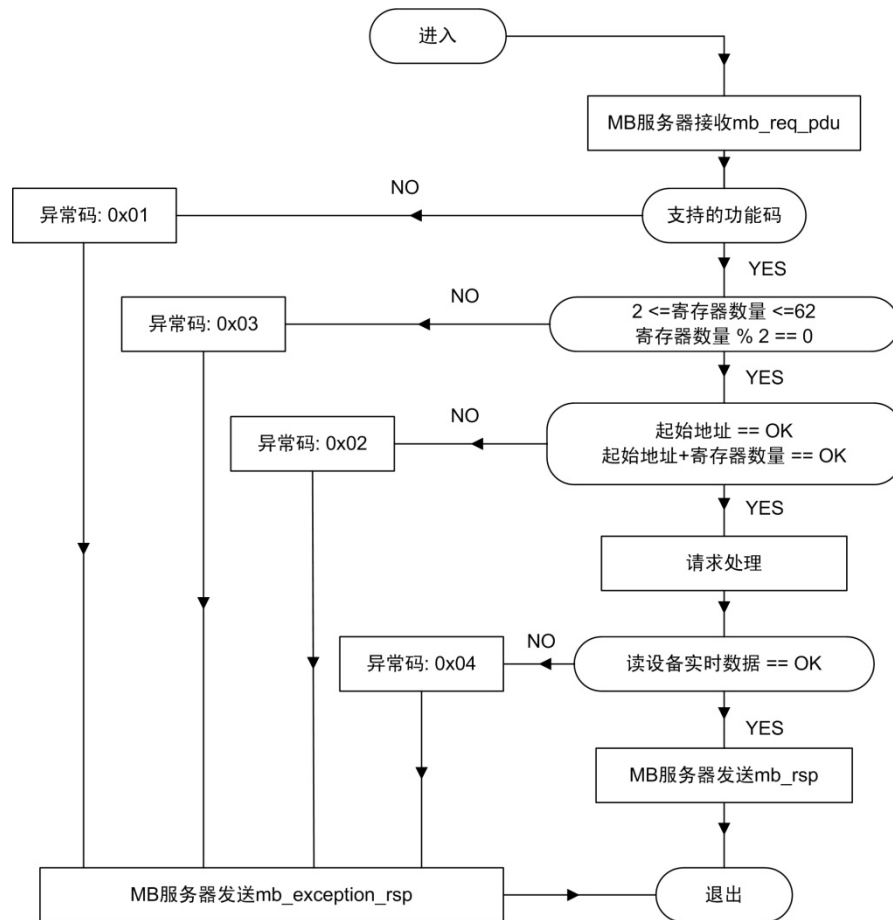 进入
MB服务器接收mb_req_pdu
NO
异常码: 0x01
支持的功能码
YES
NO
异常码: 0x03
2 <=寄存器数量 <=62
寄存器数量 % 2 == 0
YES
NO
异常码: 0x02
起始地址 == OK
起始地址+寄存器数量 == OK
YES
请求处理
NO
异常码: 0x04
读设备实时数据 == OK
YES
MB服务器发送mb_rsp
MB服务器发送mb_exception_rsp
退出